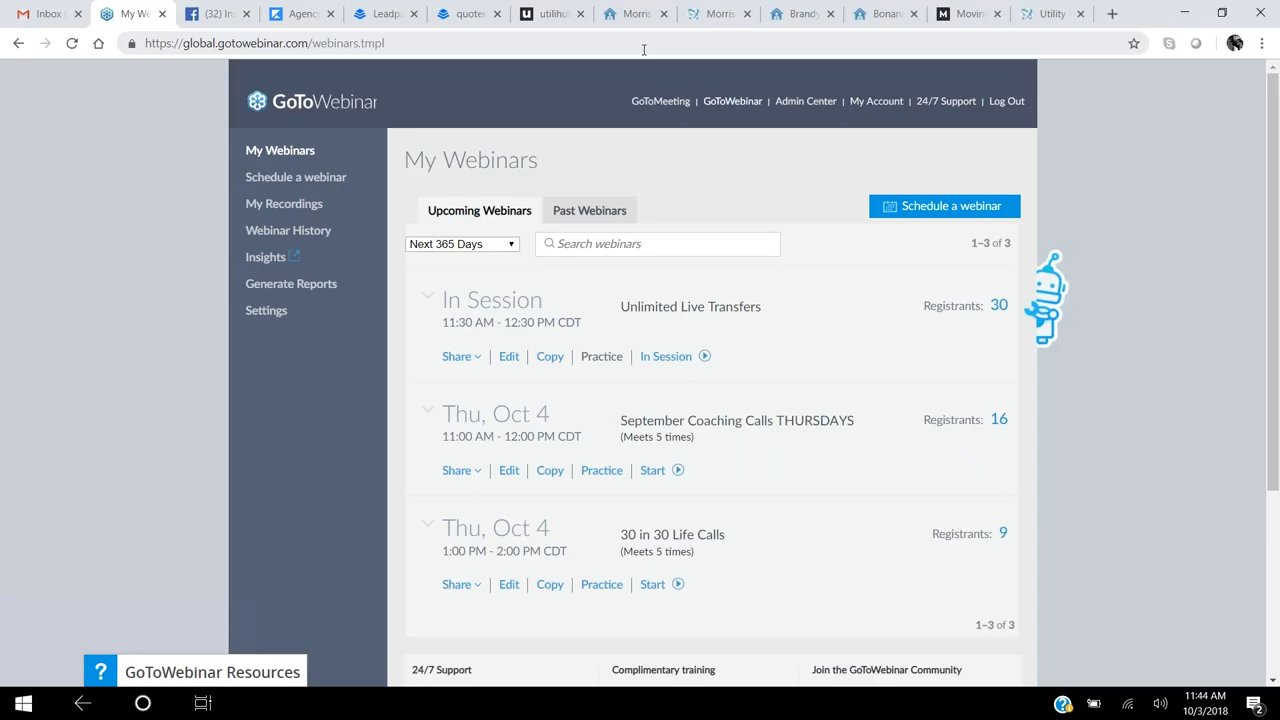 Inbox
My We
(32) In
Agency
Leadpa
quoter
utilihu
Morris
Morris
Brandy
Bonan
Movin
Utility
https://global.gotowebinar.com/webinars.tmpl
GoToWebinar
GoToMeeting | GoToWebinar | Admin Center | My Account | 24/7 Support | Log Out
My Webinars
Schedule a webinar
My Recordings
Webinar History
Insights
Generate Reports
Settings
My Webinars
Upcoming Webinars
Past Webinars
Schedule a webinar
Next 365 Days
Search webinars
1–3 of 3
In Session
Unlimited Live Transfers
Registrants: 30
11:30 AM - 12:30 PM CDT
Share | Edit | Copy | Practice | In Session
Thu, Oct 4
September Coaching Calls THURSDAYS
Registrants: 16
11:00 AM - 12:00 PM CDT
(Meets 5 times)
Share | Edit | Copy | Practice | Start
Thu, Oct 4
30 in 30 Life Calls
Registrants: 9
1:00 PM - 2:00 PM CDT
(Meets 5 times)
Share | Edit | Copy | Practice | Start
1–3 of 3
? GoToWebinar Resources
24/7 Support
Complimentary training
Join the GoToWebinar Community
11:44 AM
10/3/2018
2